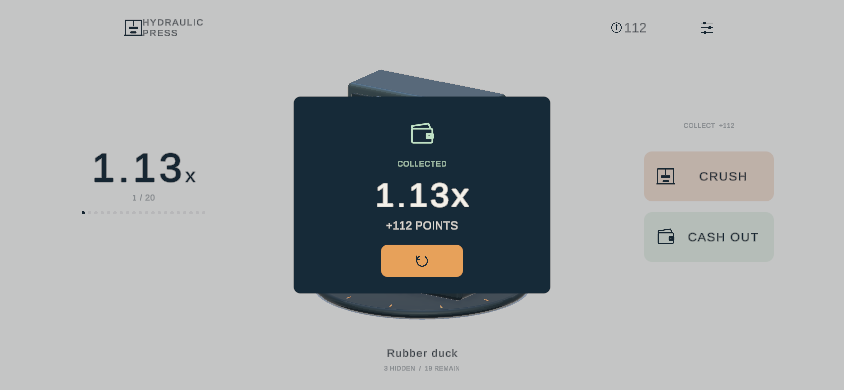 HYDRAULIC
PRESS
112
1.13x
1 / 20
COLLECTED
1.13x
+112 POINTS
COLLECT +112
CRUSH
CASH OUT
Rubber duck
3 HIDDEN / 19 REMAIN